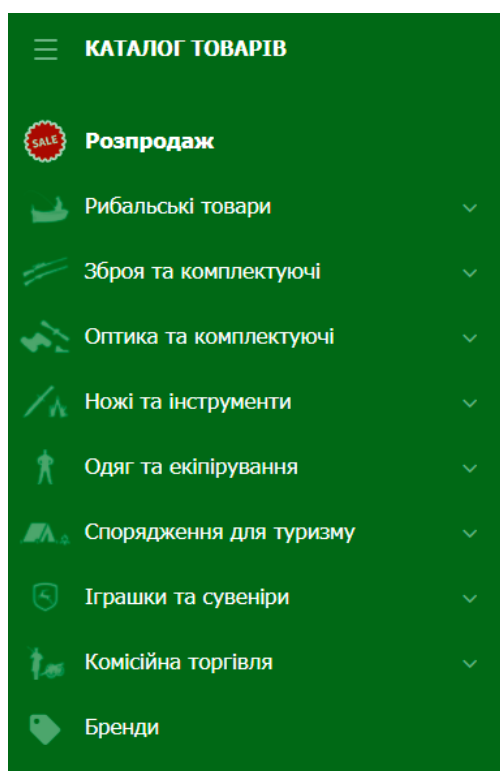 КАТАЛОГ ТОВАРІВ
SALE
Розпродаж
Рибальські товари
Зброя та комплектуючі
Оптика та комплектуючі
Ножі та інструменти
Одяг та екіпірування
Спорядження для туризму
Іграшки та сувеніри
Комісійна торгівля
Бренди